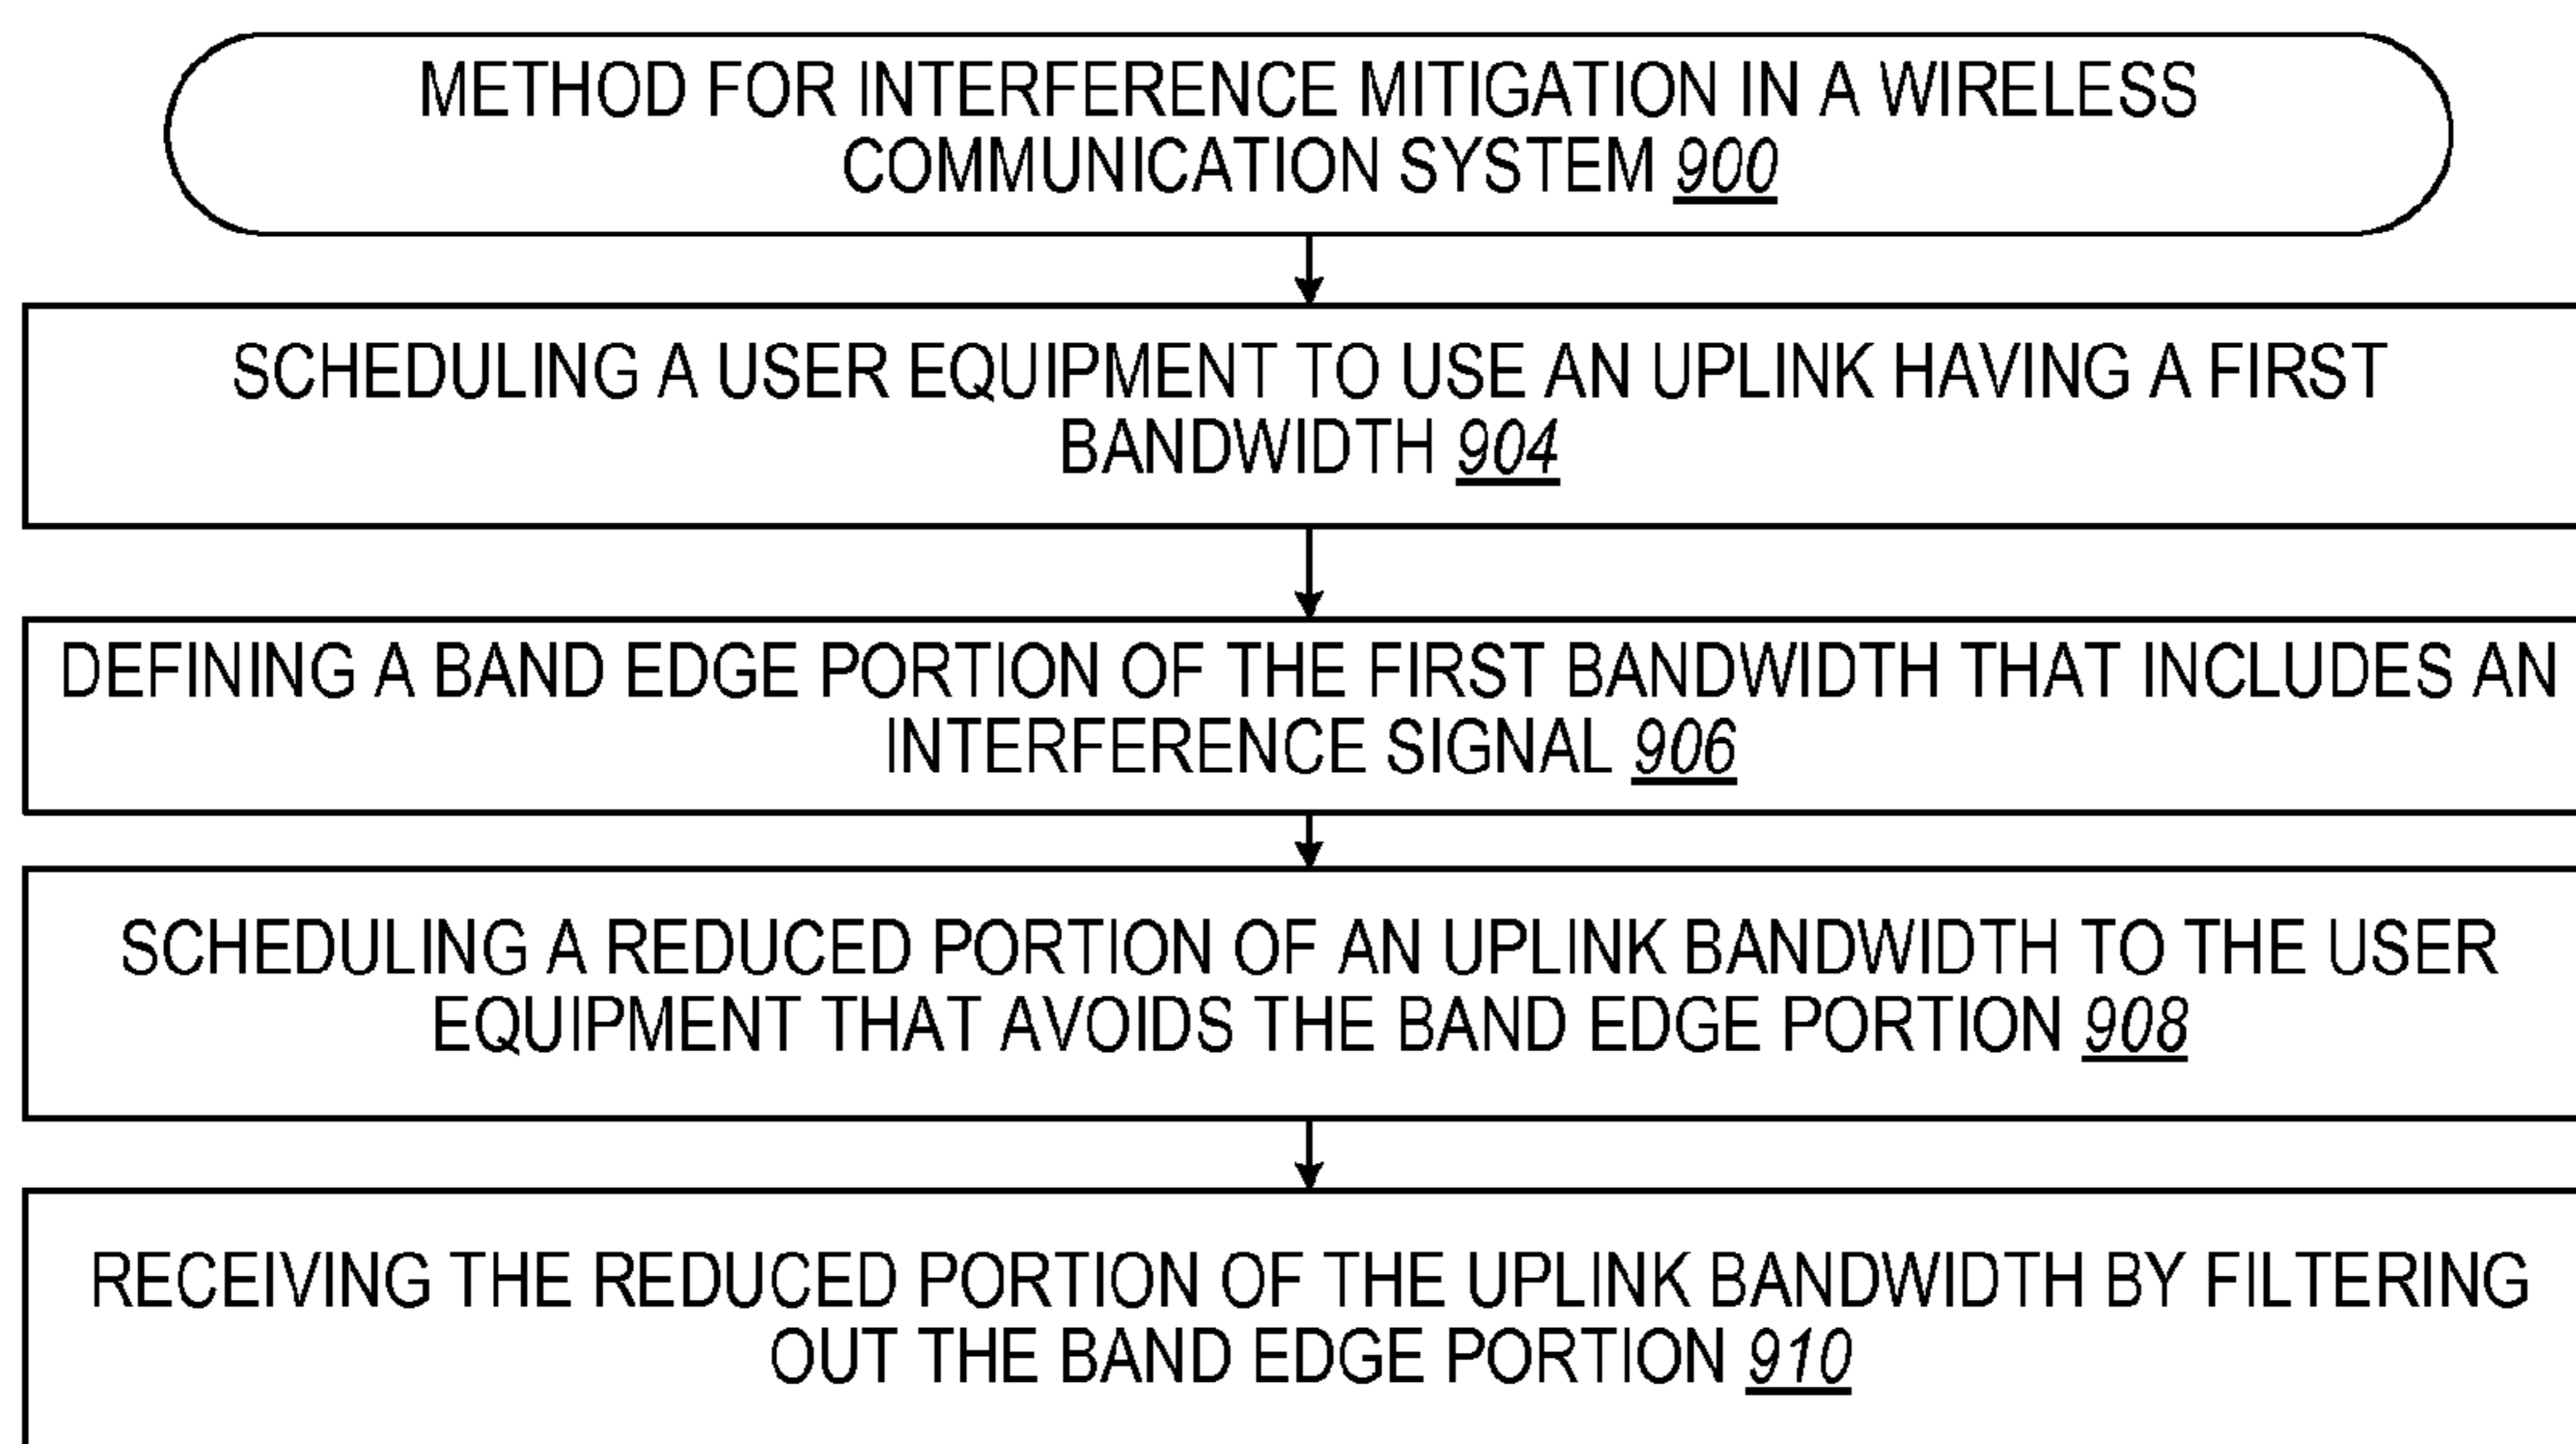 METHOD FOR INTERFERENCE MITIGATION IN A WIRELESS
COMMUNICATION SYSTEM 900
SCHEDULING A USER EQUIPMENT TO USE AN UPLINK HAVING A FIRST
BANDWIDTH 904
DEFINING A BAND EDGE PORTION OF THE FIRST BANDWIDTH THAT INCLUDES AN
INTERFERENCE SIGNAL 906
SCHEDULING A REDUCED PORTION OF AN UPLINK BANDWIDTH TO THE USER
EQUIPMENT THAT AVOIDS THE BAND EDGE PORTION 908
RECEIVING THE REDUCED PORTION OF THE UPLINK BANDWIDTH BY FILTERING
OUT THE BAND EDGE PORTION 910